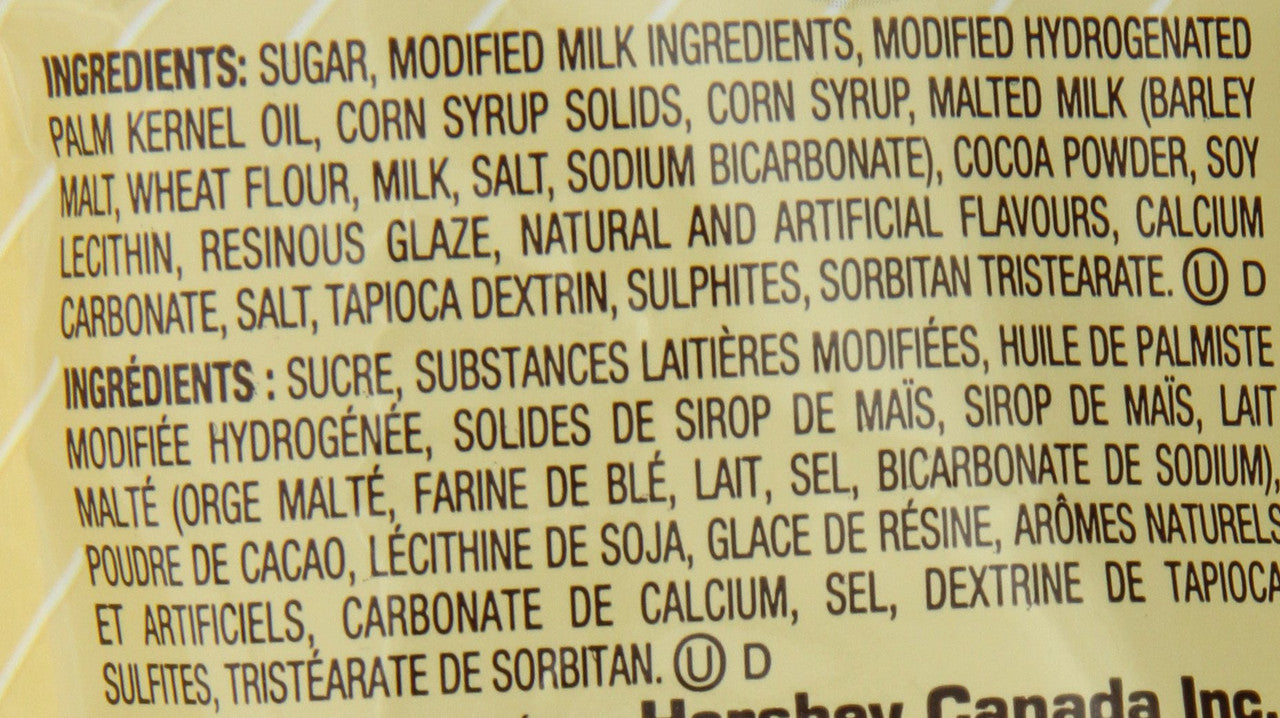 INGREDIENTS: SUGAR, MODIFIED MILK INGREDIENTS, MODIFIED HYDROGENATED
PALM KERNEL OIL, CORN SYRUP SOLIDS, CORN SYRUP, MALTED MILK (BARLEY
MALT, WHEAT FLOUR, MILK, SALT, SODIUM BICARBONATE), COCOA POWDER, SOY
LECITHIN, RESINOUS GLAZE, NATURAL AND ARTIFICIAL FLAVOURS, CALCIUM
CARBONATE, SALT, TAPIOCA DEXTRIN, SULPHITES, SORBITAN TRISTEARATE. Ⓤ D
INGRÉDIENTS : SUCRE, SUBSTANCES LAITIÈRES MODIFIÉES, HUILE DE PALMISTE
MODIFIÉE HYDROGÉNÉE, SOLIDES DE SIROP DE MAÏS, SIROP DE MAÏS, LAIT
MALTÉ (ORGE MALTÉ, FARINE DE BLÉ, LAIT, SEL, BICARBONATE DE SODIUM),
POUDRE DE CACAO, LÉCITHINE DE SOJA, GLACE DE RÉSINE, ARÔMES NATURELS
ET ARTIFICIELS, CARBONATE DE CALCIUM, SEL, DEXTRINE DE TAPIOCA
SULFITES, TRISTÉARATE DE SORBITAN. Ⓤ D
Hershey Canada Inc.